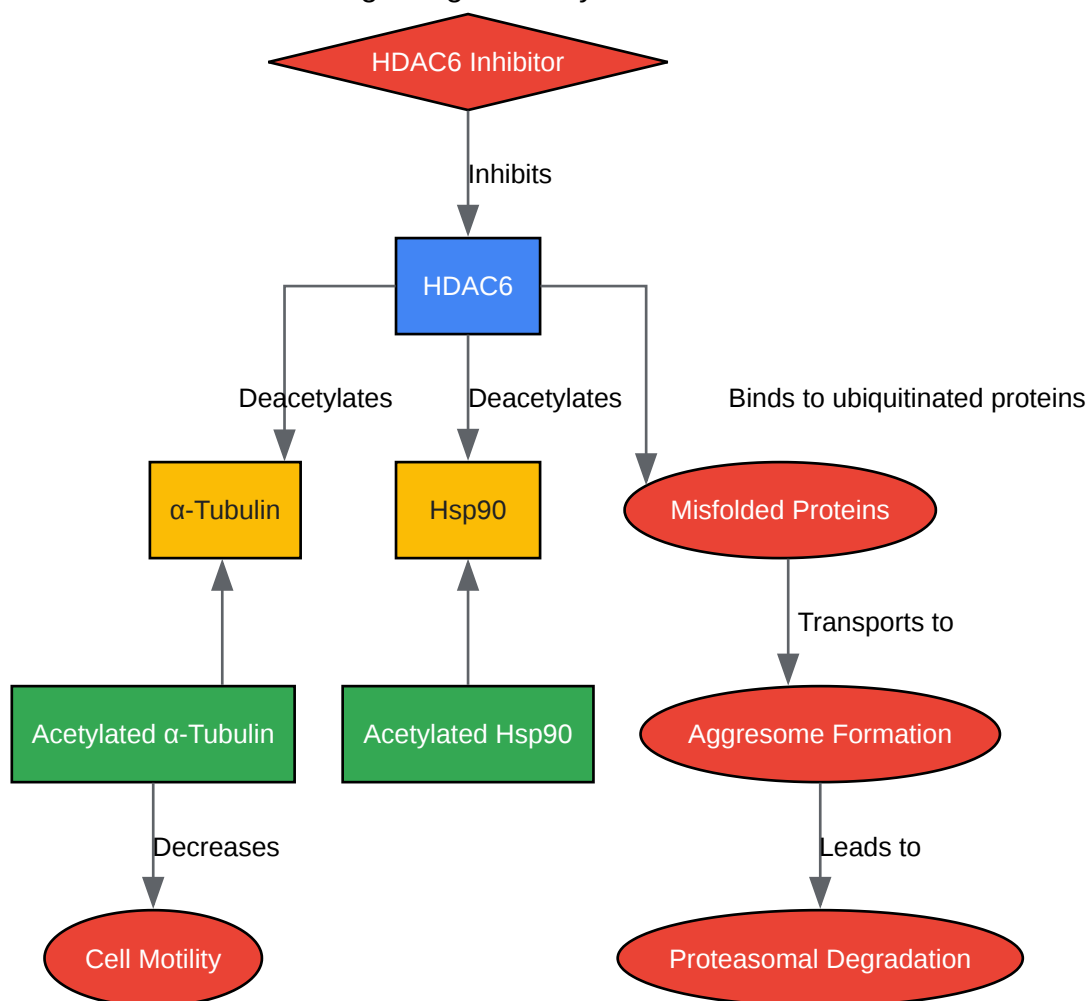 HDAC6 Inhibitor
Inhibits
HDAC6
Deacetylates
Deacetylates
Binds to ubiquitinated proteins
α-Tubulin
Hsp90
Misfolded Proteins
Transports to
Acetylated α-Tubulin
Acetylated Hsp90
Aggresome Formation
Decreases
Leads to
Cell Motility
Proteasomal Degradation